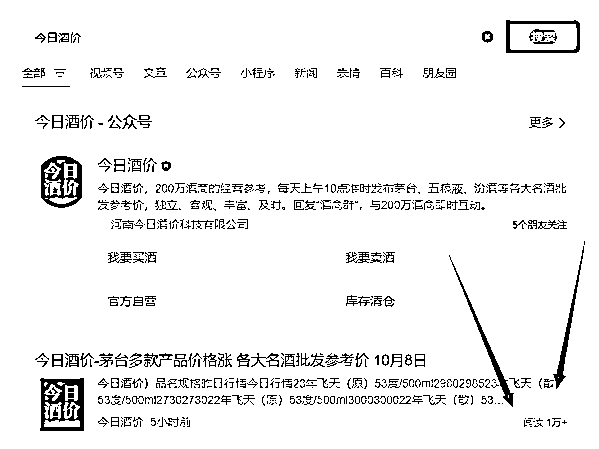 今日酒价
搜索
全部 视频号 文章 公众号 小程序 新闻 表情 百科 朋友圈
今日酒价 - 公众号
更多
今日酒价
今日酒价
今日酒价，200万酒商的经营参考，每天上午10点准时发布茅台、五粮液、汾酒等各大名酒批
发参考价，独立、客观、丰富、及时。回复“酒商群”，与200万酒商即时互动。
河南今日酒价科技有限公司
5个朋友关注
我要买酒 我要卖酒
官方自营 库存清仓
今日酒价-茅台多款产品价格涨 各大名酒批发参考价 10月8日
今日酒价
今日酒价）品名规格昨日行情今日行情23年飞天（原）53度/500ml2980298523年飞天（散）
53度/500ml2730273022年飞天（原）53度/500ml3000300022年飞天（散）53...
今日酒价 5小时前
阅读 1万+